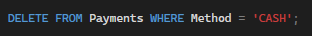 DELETE FROM Payments WHERE Method = 'CASH';